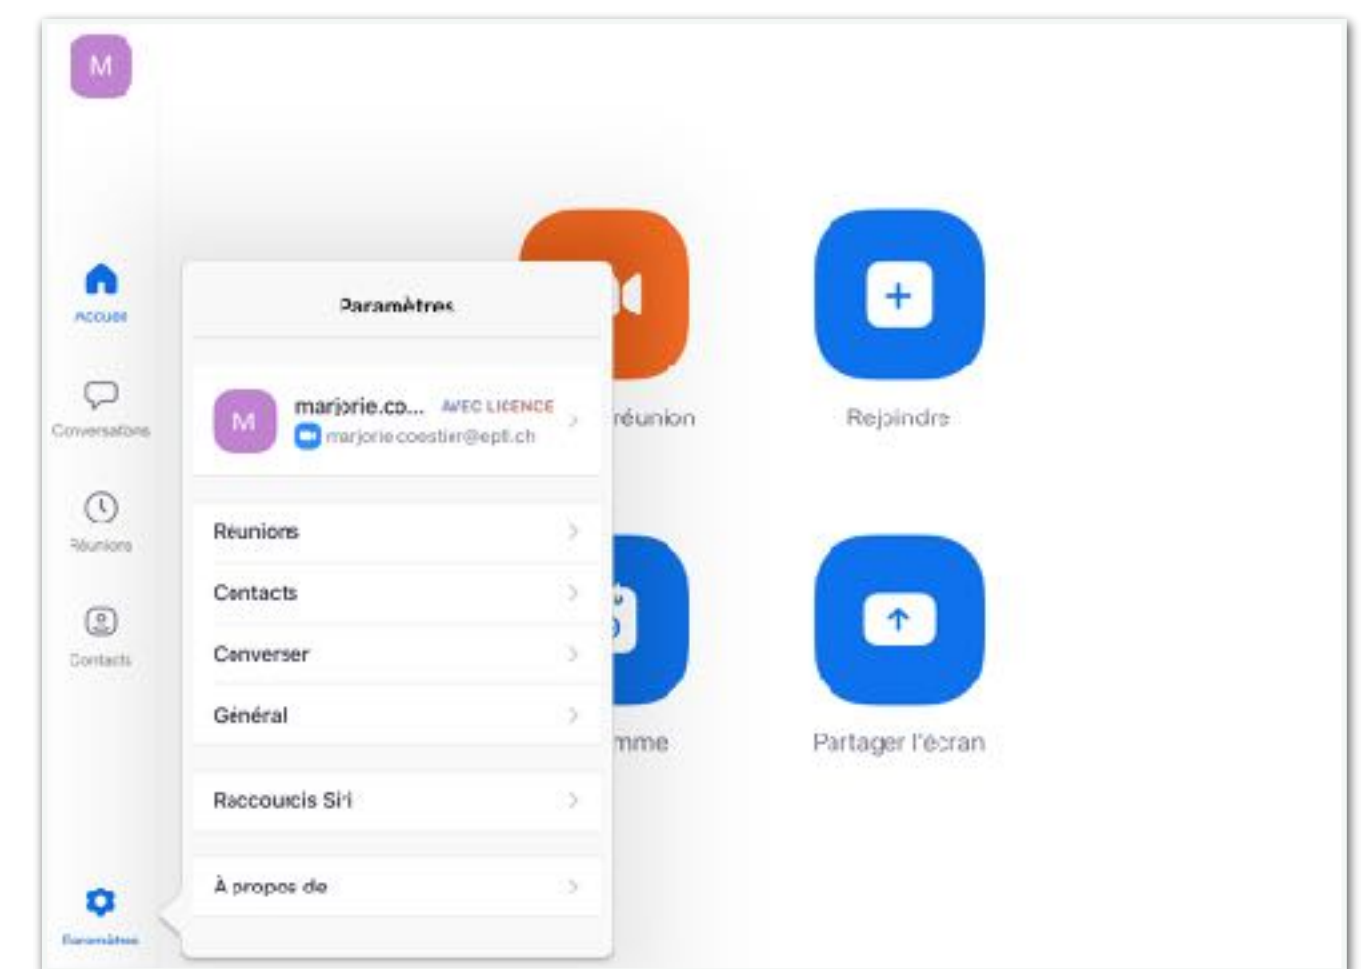 M
Accueil
Conversations
Réunions
Contacts
Paramètres
Paramètres
M
marjorie.co... AVEC LICENCE
marjorie.coestier@epfl.ch
Réunions
Contacts
Converser
Général
Raccourcis Siri
À propos de
réunion
Rejoindre
mme
Partager l'écran